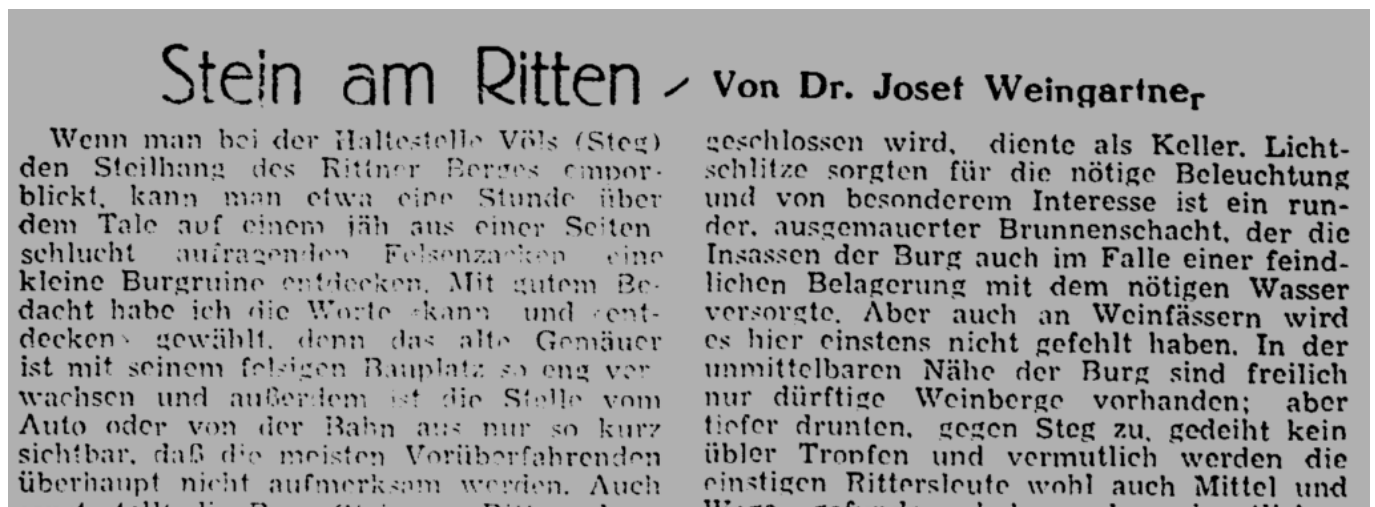 Stein am Ritten / Von Dr. Josef Weingartner
Wenn man bei der Haltestelle Völs (Steg)
den Steilhang des Rittner Berges empor-
blickt, kann man etwa eine Stunde über
dem Tale auf einem jäh aus einer Seiten
schlucht aufragenden Felsenzacken eine
kleine Burgruine entdecken. Mit gutem Be-
dacht habe ich die Worte «kann» und «ent-
decken» gewählt, denn das alte Gemäuer
ist mit seinem felsigen Bauplatz so eng ver-
wachsen und außerdem ist die Stelle vom
Auto oder von der Bahn aus nur so kurz
sichtbar, daß die meisten Vorüberfahrenden
überhaupt nicht aufmerksam werden. Auch
geschlossen wird, diente als Keller. Licht-
schlitze sorgten für die nötige Beleuchtung
und von besonderem Interesse ist ein run-
der, ausgemauerter Brunnenschacht, der die
Insassen der Burg auch im Falle einer feind-
lichen Belagerung mit dem nötigen Wasser
versorgte. Aber auch an Weinfässern wird
es hier einstens nicht gefehlt haben. In der
unmittelbaren Nähe der Burg sind freilich
nur dürftige Weinberge vorhanden; aber
tiefer drunten, gegen Steg zu, gedeiht kein
übler Tropfen und vermutlich werden die
einstigen Rittersleute wohl auch Mittel und